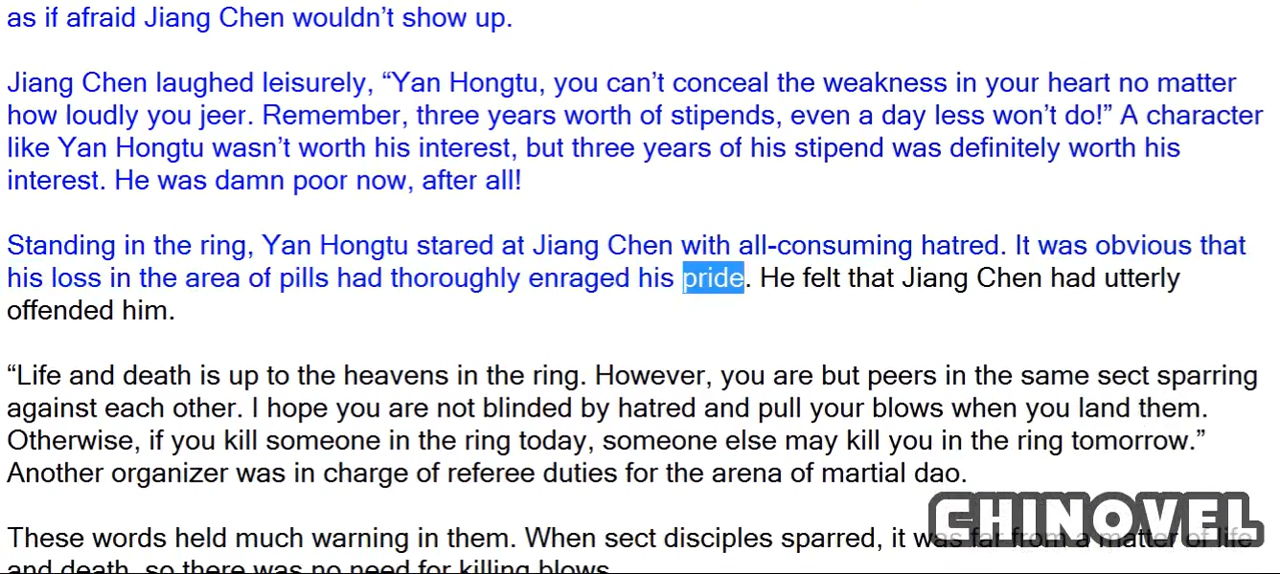 as if afraid Jiang Chen wouldn’t show up.
Jiang Chen laughed leisurely, “Yan Hongtu, you can’t conceal the weakness in your heart no matter
how loudly you jeer. Remember, three years worth of stipends, even a day less won’t do!” A character
like Yan Hongtu wasn’t worth his interest, but three years of his stipend was definitely worth his
interest. He was damn poor now, after all!
Standing in the ring, Yan Hongtu stared at Jiang Chen with all-consuming hatred. It was obvious that
his loss in the area of pills had thoroughly enraged his pride. He felt that Jiang Chen had utterly
offended him.
“Life and death is up to the heavens in the ring. However, you are but peers in the same sect sparring
against each other. I hope you are not blinded by hatred and pull your blows when you land them.
Otherwise, if you kill someone in the ring today, someone else may kill you in the ring tomorrow.”
Another organizer was in charge of referee duties for the arena of martial dao.
CHINOVEL
These words held much warning in them. When sect disciples sparred, it was far from a matter of life
and death, so there was no need for killing blows.